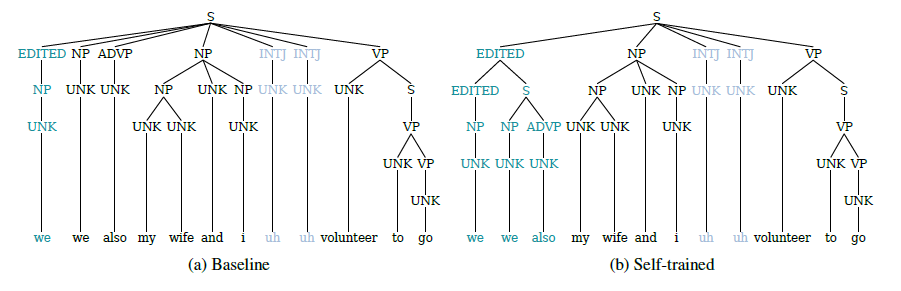 S S
EDITED NP ADVP NP INTJ INTJ VP EDITED NP INTJ INTJ VP
NP UNK UNK NP UNK NP UNK UNK UNK S EDITED S NP UNK NP UNK UNK UNK S
UNK UNK UNK UNK VP NP NP ADVP UNK UNK UNK VP
UNK VP UNK UNK UNK UNK VP
UNK UNK
we we also my wife and i uh uh volunteer to go we we also my wife and i uh uh volunteer to go
(a) Baseline (b) Self-trained